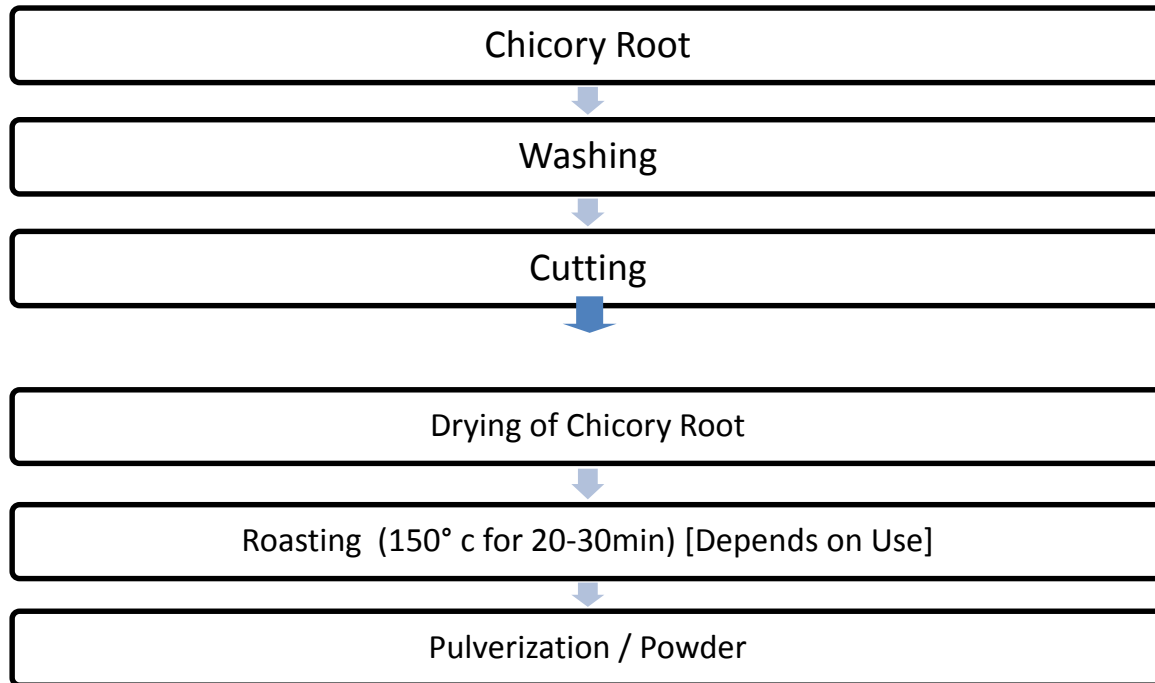 Chicory Root
Washing
Cutting
Drying of Chicory Root
Roasting  (150° c for 20-30min) [Depends on Use]
Pulverization / Powder